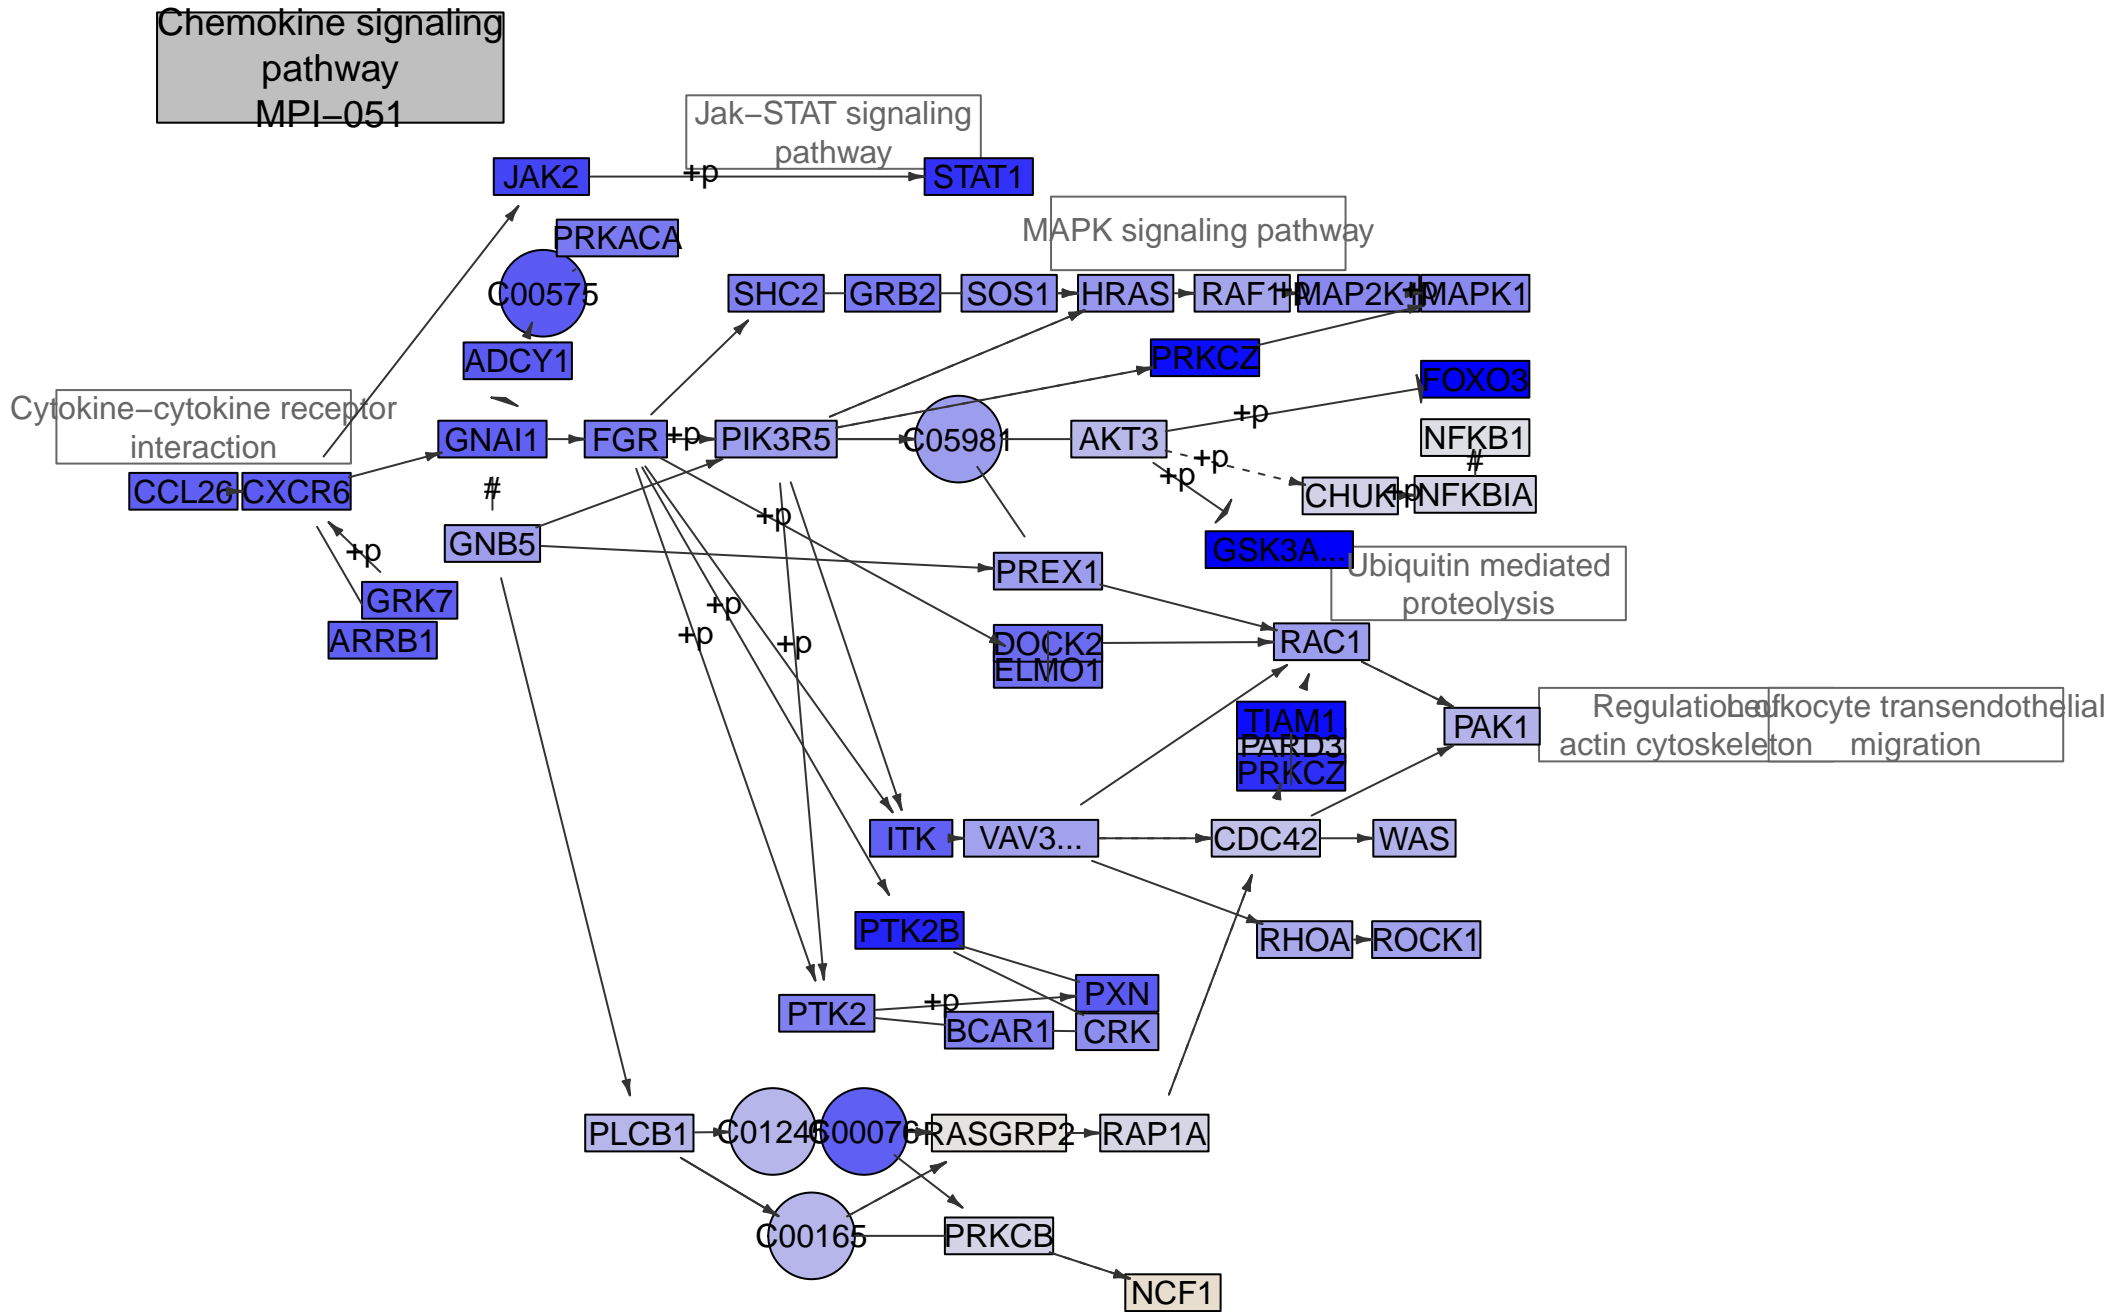 Chemokine signaling
pathway
MPI−051
Jak−STAT signaling
pathway
JAK2
+p
STAT1
PRKACA
MAPK signaling pathway
C00575
SHC2
GRB2
SOS1
HRAS
RAF1
+p
MAP2K1
+p
MAPK1
ADCY1
PRKCZ
FOXO3
Cytokine−cytokine receptor
interaction
GNAI1
FGR
+p
PIK3R5
C05981
AKT3
+p
NFKB1
#
+p
+p
CCL26
CXCR6
#
CHUK
+p
NFKBIA
+p
GNB5
+p
GSK3A...
PREX1
Ubiquitin mediated
proteolysis
GRK7
+p
ARRB1
+p
+p
DOCK2
ELMO1
RAC1
TIAM1
PARD3
PRKCZ
PAK1
Regulation of
actin cytoskeleton
Leukocyte transendothelial
migration
ITK
VAV3...
CDC42
WAS
PTK2B
RHOA
ROCK1
PTK2
+p
PXN
BCAR1
CRK
PLCB1
C01245
C00076
RASGRP2
RAP1A
C00165
PRKCB
NCF1